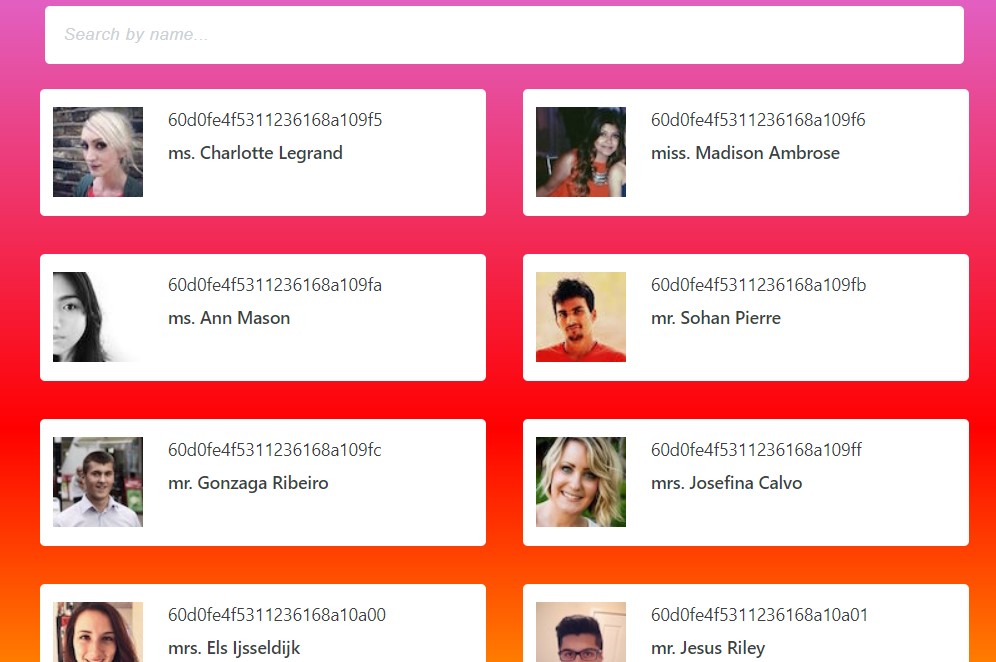 Search by name...
60d0fe4f5311236168a109f5
ms. Charlotte Legrand
60d0fe4f5311236168a109f6
miss. Madison Ambrose
60d0fe4f5311236168a109fa
ms. Ann Mason
60d0fe4f5311236168a109fb
mr. Sohan Pierre
60d0fe4f5311236168a109fc
mr. Gonzaga Ribeiro
60d0fe4f5311236168a109ff
mrs. Josefina Calvo
60d0fe4f5311236168a10a00
mrs. Els Ijsseldijk
60d0fe4f5311236168a10a01
mr. Jesus Riley